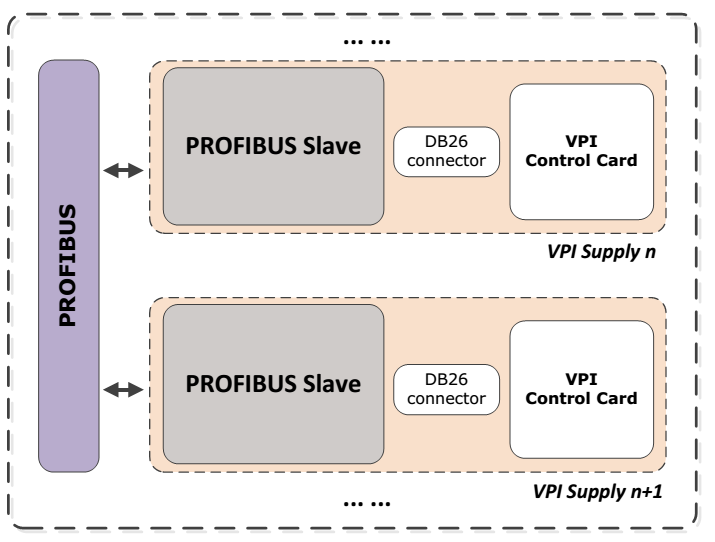 ... ...
PROFIBUS
PROFIBUS Slave
DB26
connector
VPI
Control Card
VPI Supply n
PROFIBUS Slave
DB26
connector
VPI
Control Card
VPI Supply n+1
... ...